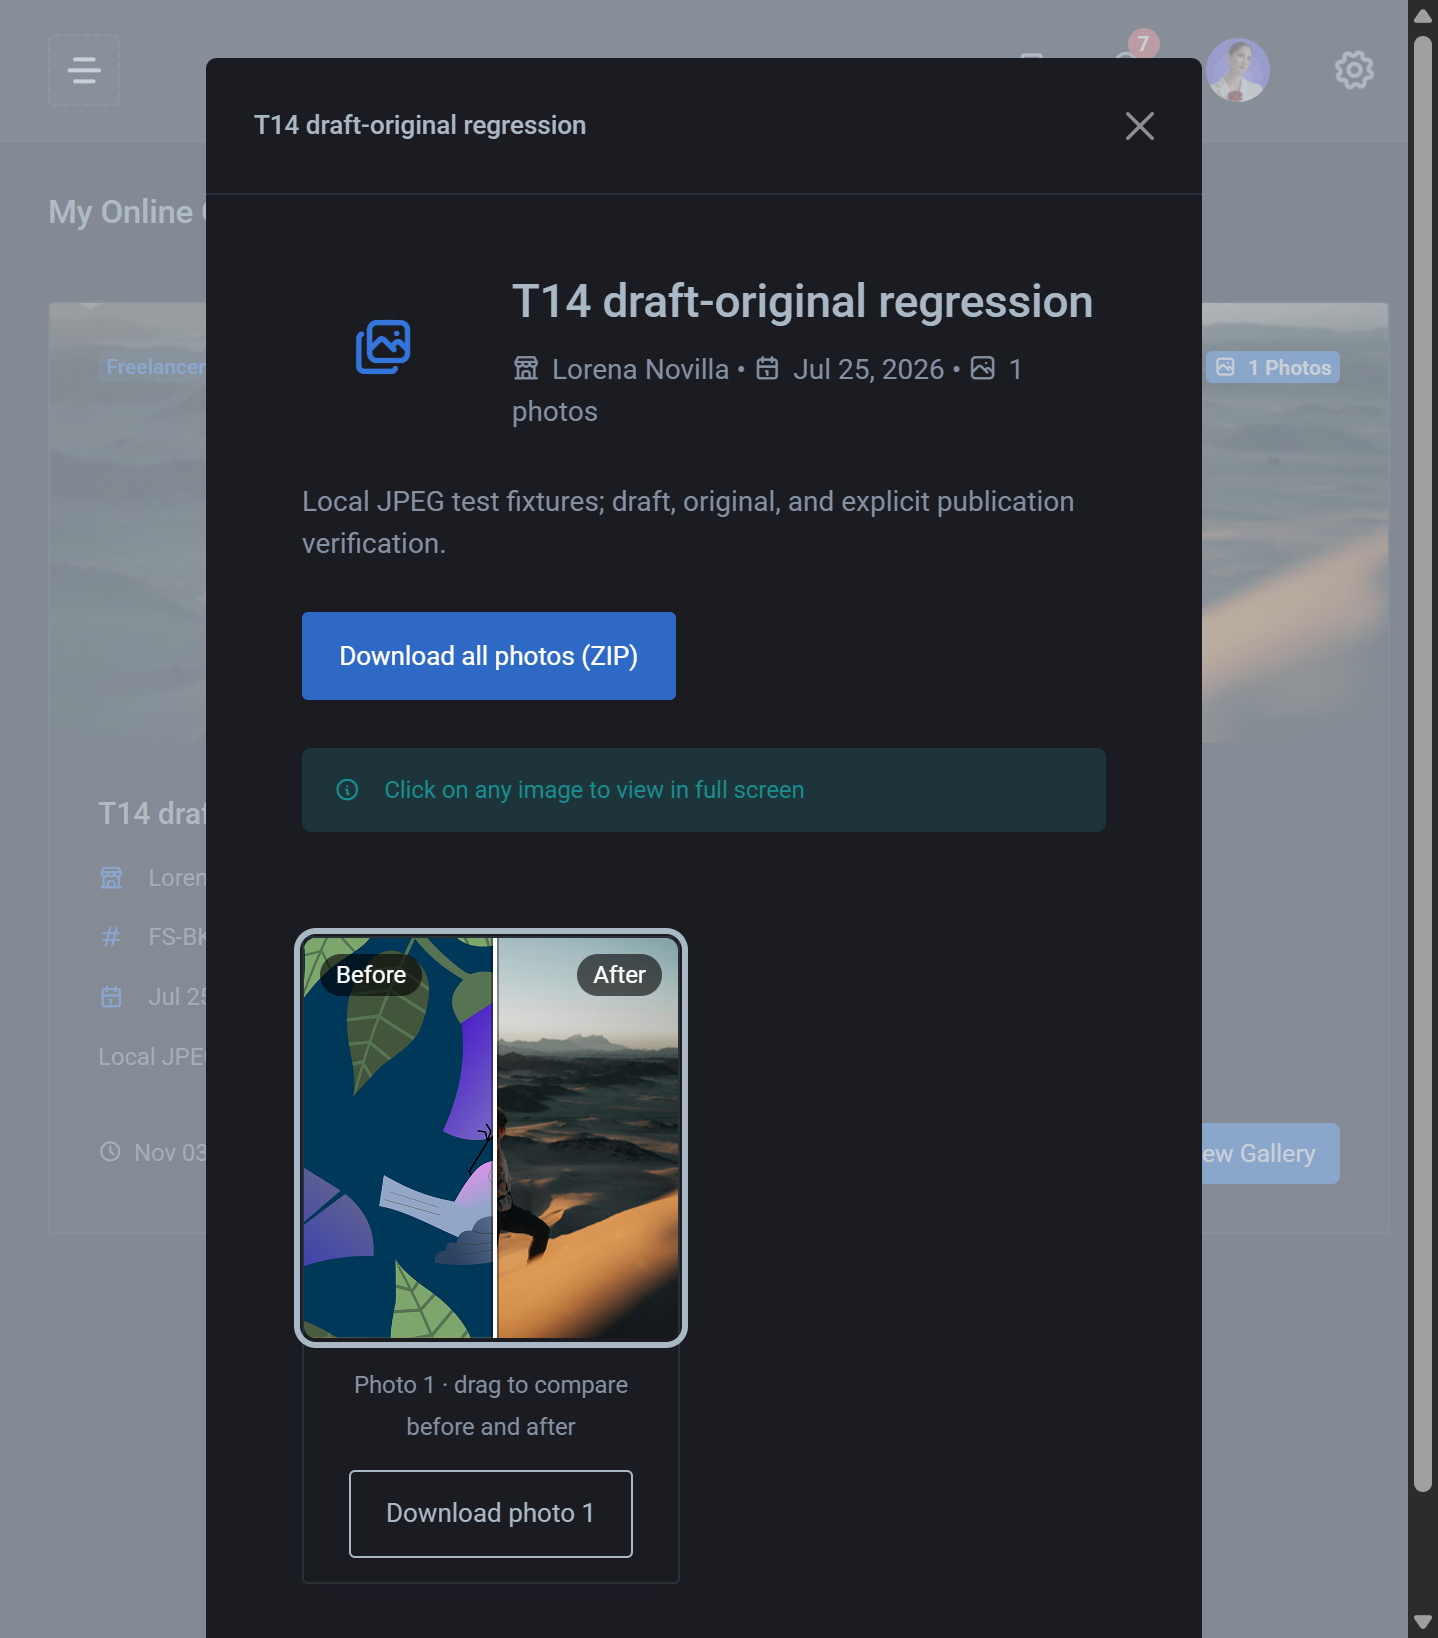 7
T14 draft-original regression
My Online
T14 draft-original regression
Lorena Novilla • Jul 25, 2026 • 1
photos
Freelancer
1 Photos
Local JPEG test fixtures; draft, original, and explicit publication
verification.
Download all photos (ZIP)
Click on any image to view in full screen
T14 draf
Loren
# FS-BK
Jul 25
Local JPE
Nov 03
ew Gallery
Before
After
Photo 1 · drag to compare
before and after
Download photo 1